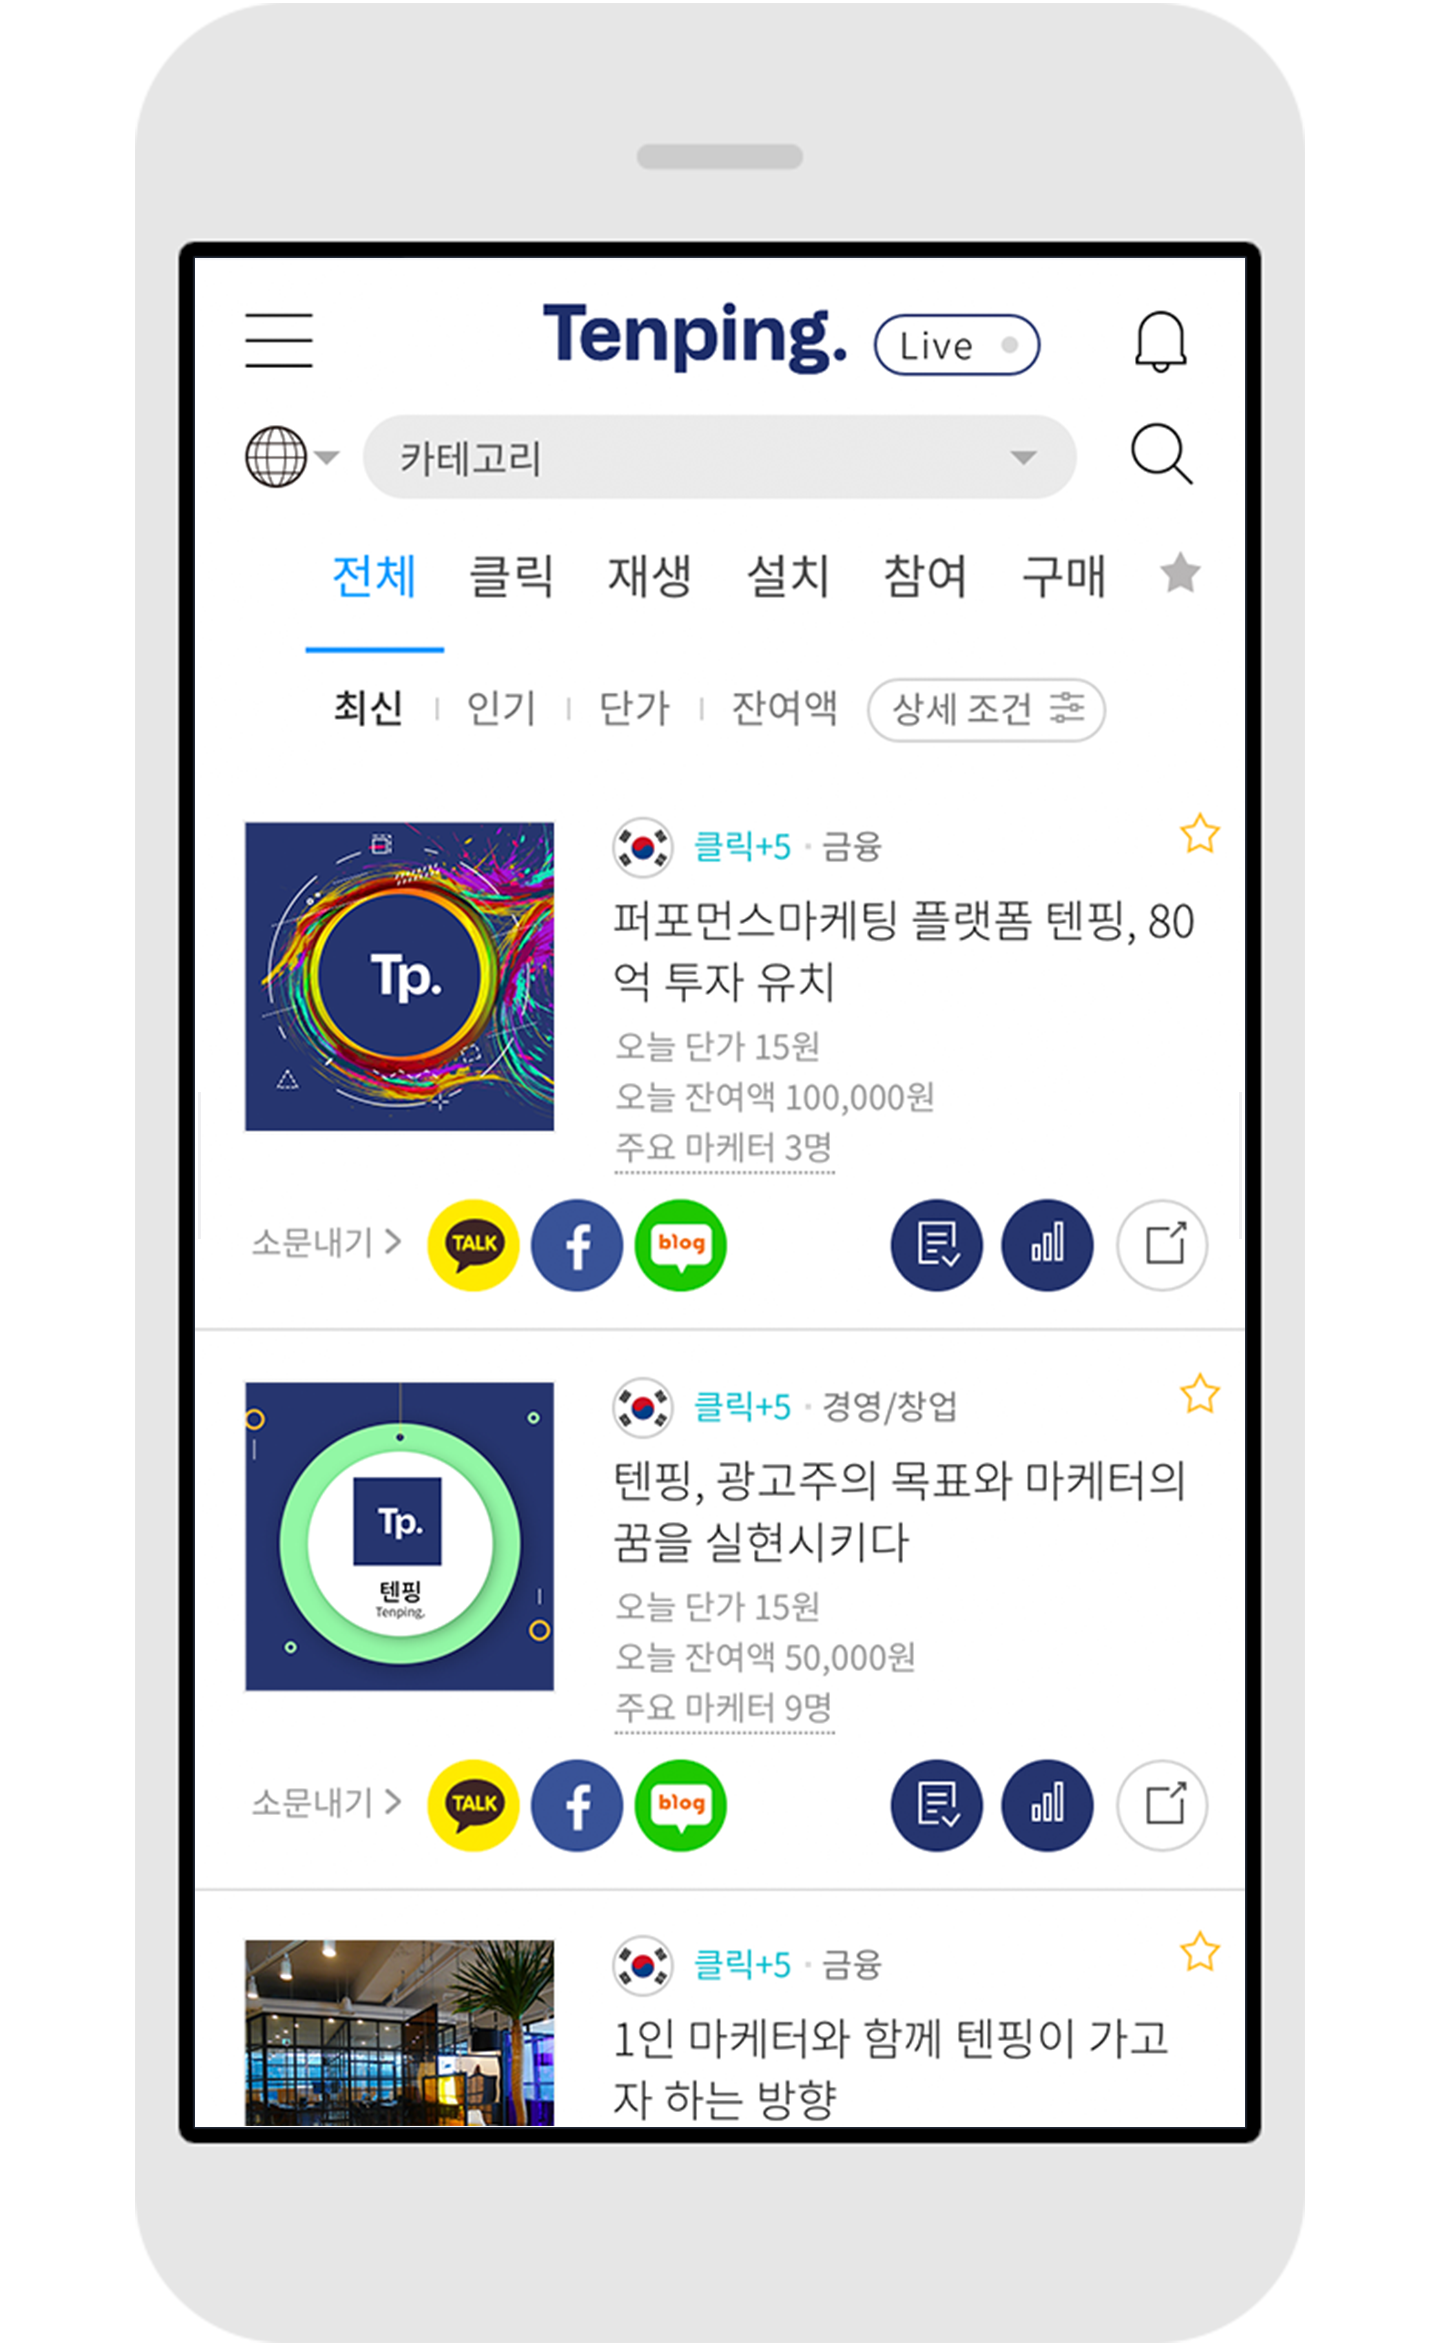 Tenping. Live
카테고리
전체 클릭 재생 설치 참여 구매
최신 인기 단가 잔여액 상세 조건
Tp.
클릭+5 · 금융
퍼포먼스마케팅 플랫폼 텐핑, 80
억 투자 유치
오늘 단가 15원
오늘 잔여액 100,000원
주요 마케터 3명
소문내기 > TALK f blog
Tp.
텐핑
Tenping.
클릭+5 · 경영/창업
텐핑, 광고주의 목표와 마케터의
꿈을 실현시키다
오늘 단가 15원
오늘 잔여액 50,000원
주요 마케터 9명
소문내기 > TALK f blog
클릭+5 · 금융
1인 마케터와 함께 텐핑이 가고
자 하는 방향